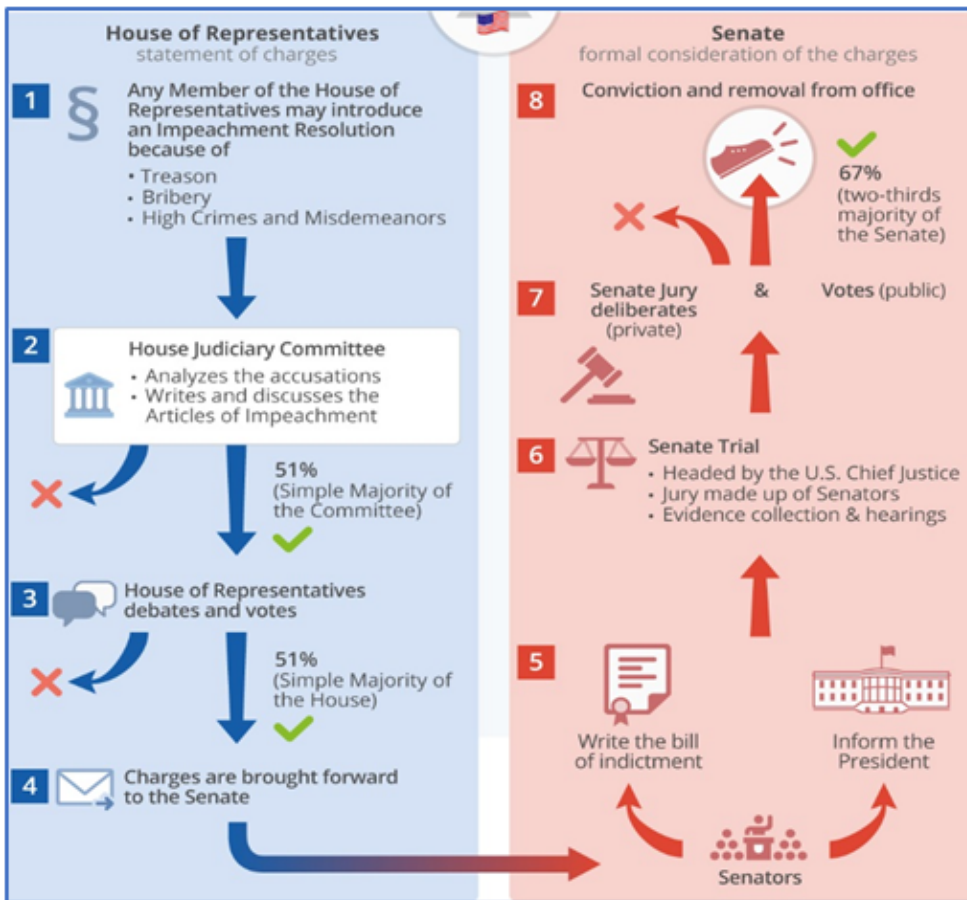 House of Representatives
statement of charges
1
§
Any Member of the House of
Representatives may introduce
an Impeachment Resolution
because of
• Treason
• Bribery
• High Crimes and Misdemeanors
2
House Judiciary Committee
• Analyzes the accusations
• Writes and discusses the
Articles of Impeachment
51%
(Simple Majority of
the Committee)
3
House of Representatives
debates and votes
51%
(Simple Majority of
the House)
4
Charges are brought forward
to the Senate
Senate
formal consideration of the charges
8
Conviction and removal from office
67%
(two-thirds
majority of
the Senate)
7
Senate Jury
deliberates
(private)
&
Votes (public)
6
Senate Trial
• Headed by the U.S. Chief Justice
• Jury made up of Senators
• Evidence collection & hearings
5
Write the bill
of indictment
Inform the
President
Senators